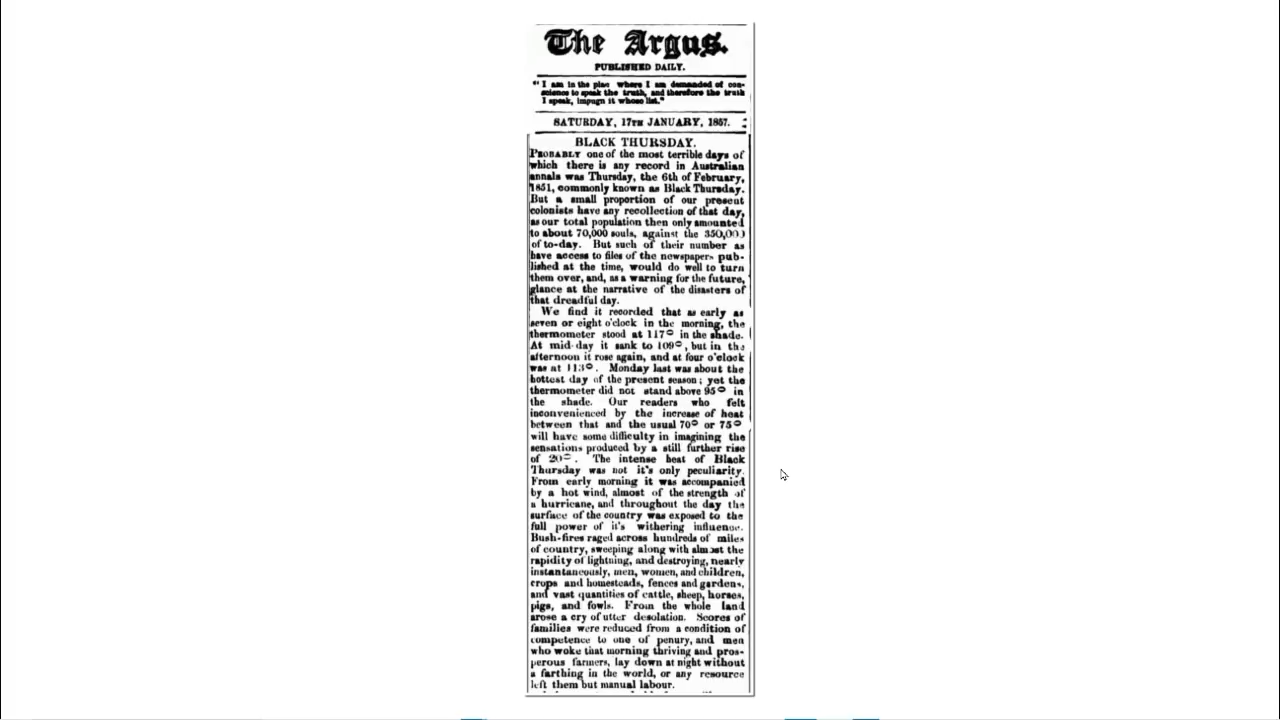 The Argus.
PUBLISHED DAILY.
"I am in the place where I am demanded of con-
science to speak the truth, and therefore the truth
I speak, impugn it whoso list."
SATURDAY, 17TH JANUARY, 1857.
BLACK THURSDAY.
PROBABLY one of the most terrible days of
which there is any record in Australian
annals was Thursday, the 6th of February,
1851, commonly known as Black Thursday.
But a small proportion of our present
colonists have any recollection of that day,
as our total population then only amounted
to about 70,000 souls, against the 350,000
of to-day. But such of their number as
have access to files of the newspapers pub-
lished at the time, would do well to turn
them over, and, as a warning for the future,
glance at the narrative of the disasters of
that dreadful day.
We find it recorded that as early as
seven or eight o'clock in the morning, the
thermometer stood at 117° in the shade.
At mid-day it sank to 109°, but in the
afternoon it rose again, and at four o'clock
was at 113°. Monday last was about the
hottest day of the present season; yet the
thermometer did not stand above 95° in
the shade. Our readers who felt
inconvenienced by the increase of heat
between that and the usual 70° or 75°
will have some difficulty in imagining the
sensations produced by a still further rise
of 20°. The intense heat of Black
Thursday was not it's only peculiarity.
From early morning it was accompanied
by a hot wind, almost of the strength of
a hurricane, and throughout the day the
surface of the country was exposed to the
full power of it's withering influence.
Bush-fires raged across hundreds of miles
of country, sweeping along with almost the
rapidity of lightning, and destroying, nearly
instantaneously, men, women, and children,
crops and homesteads, fences and gardens,
and vast quantities of cattle, sheep, horses,
pigs, and fowls. From the whole land
arose a cry of utter desolation. Scores of
families were reduced from a condition of
competence to one of penury, and men
who woke that morning thriving and pros-
perous farmers, lay down at night without
a farthing in the world, or any resource
left them but manual labour.